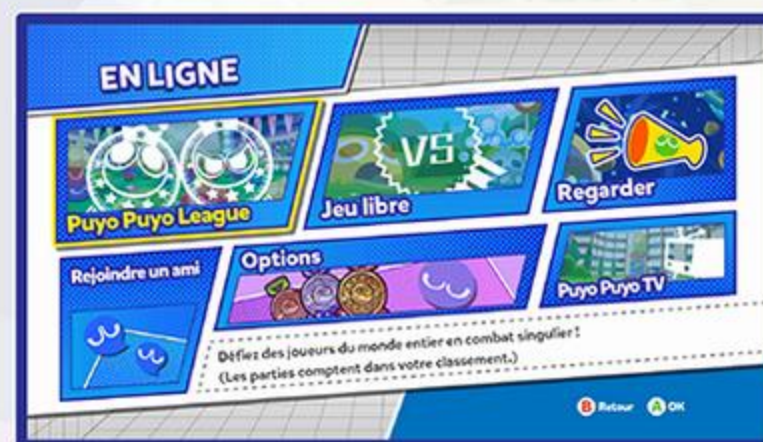 EN LIGNE
Puyo Puyo League
VS
Jeu libre
Regarder
Rejoindre un ami
Options
Puyo Puyo TV
Défiez des joueurs du monde entier en combat singulier !
(Les parties comptent dans votre classement.)
B Retour A OK